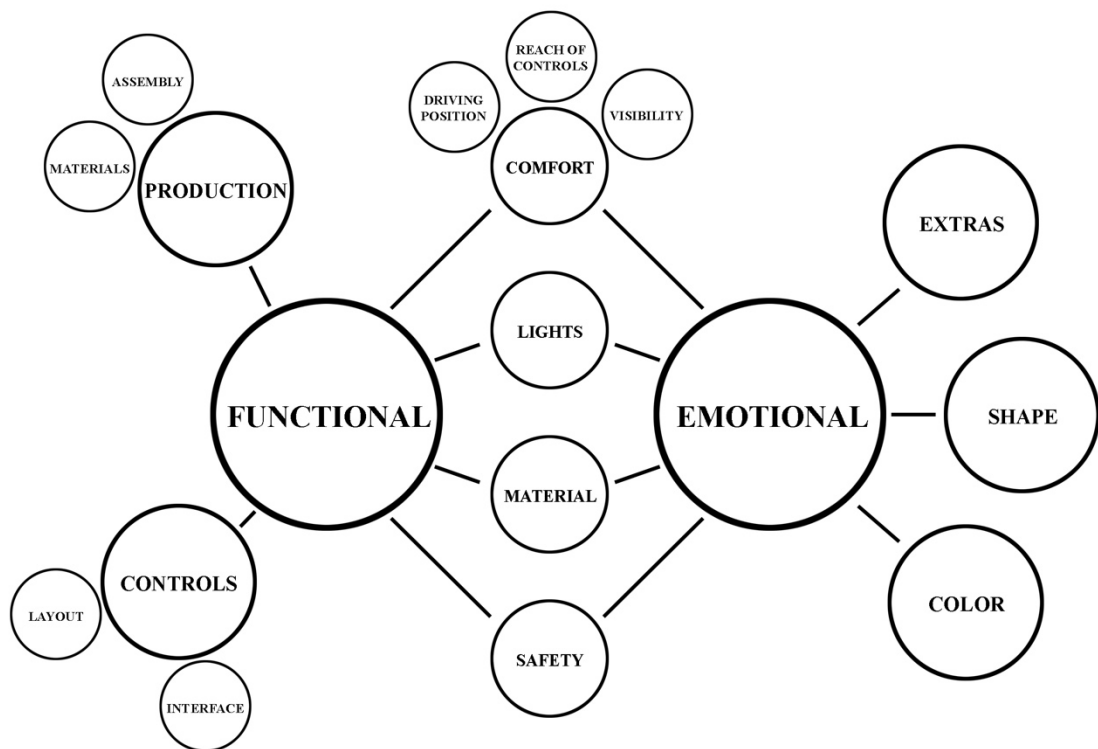 REACH OF
CONTROLS
ASSEMBLY
DRIVING
POSITION
VISIBILITY
MATERIALS
COMFORT
PRODUCTION
EXTRAS
LIGHTS
FUNCTIONAL
EMOTIONAL
SHAPE
MATERIAL
CONTROLS
COLOR
LAYOUT
SAFETY
INTERFACE